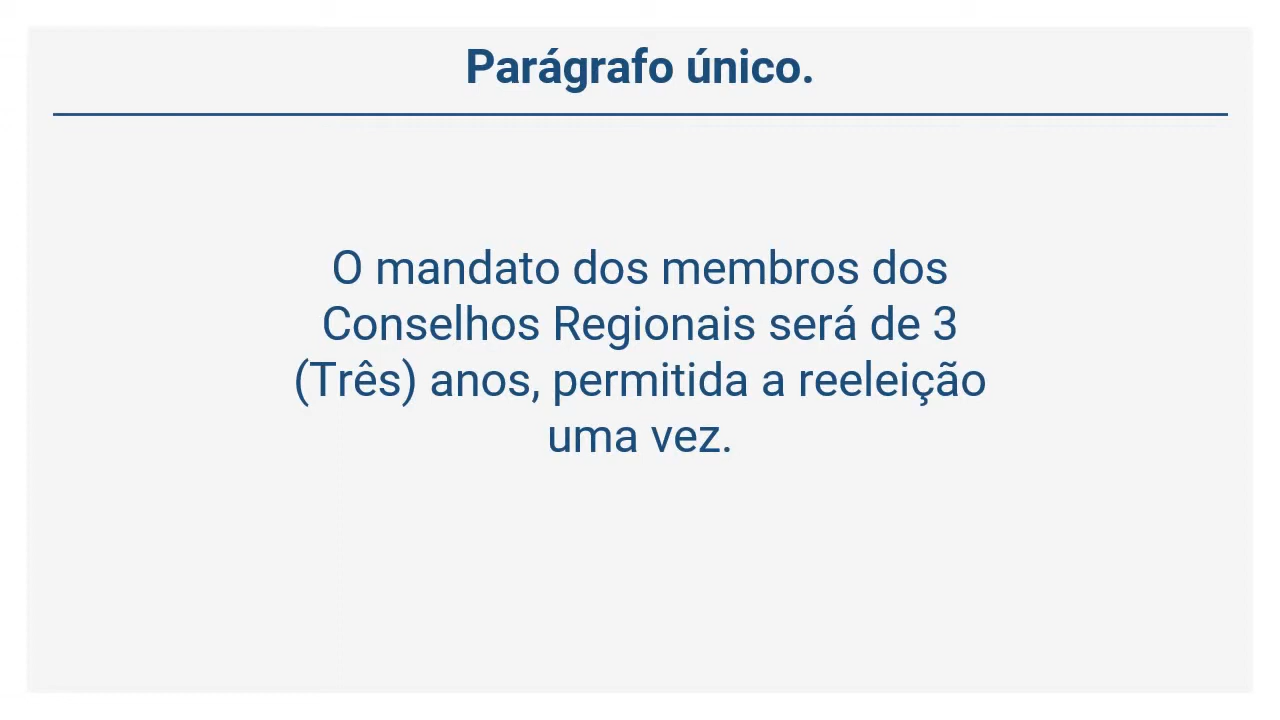 Parágrafo único.
O mandato dos membros dos
Conselhos Regionais será de 3
(Três) anos, permitida a reeleição
uma vez.